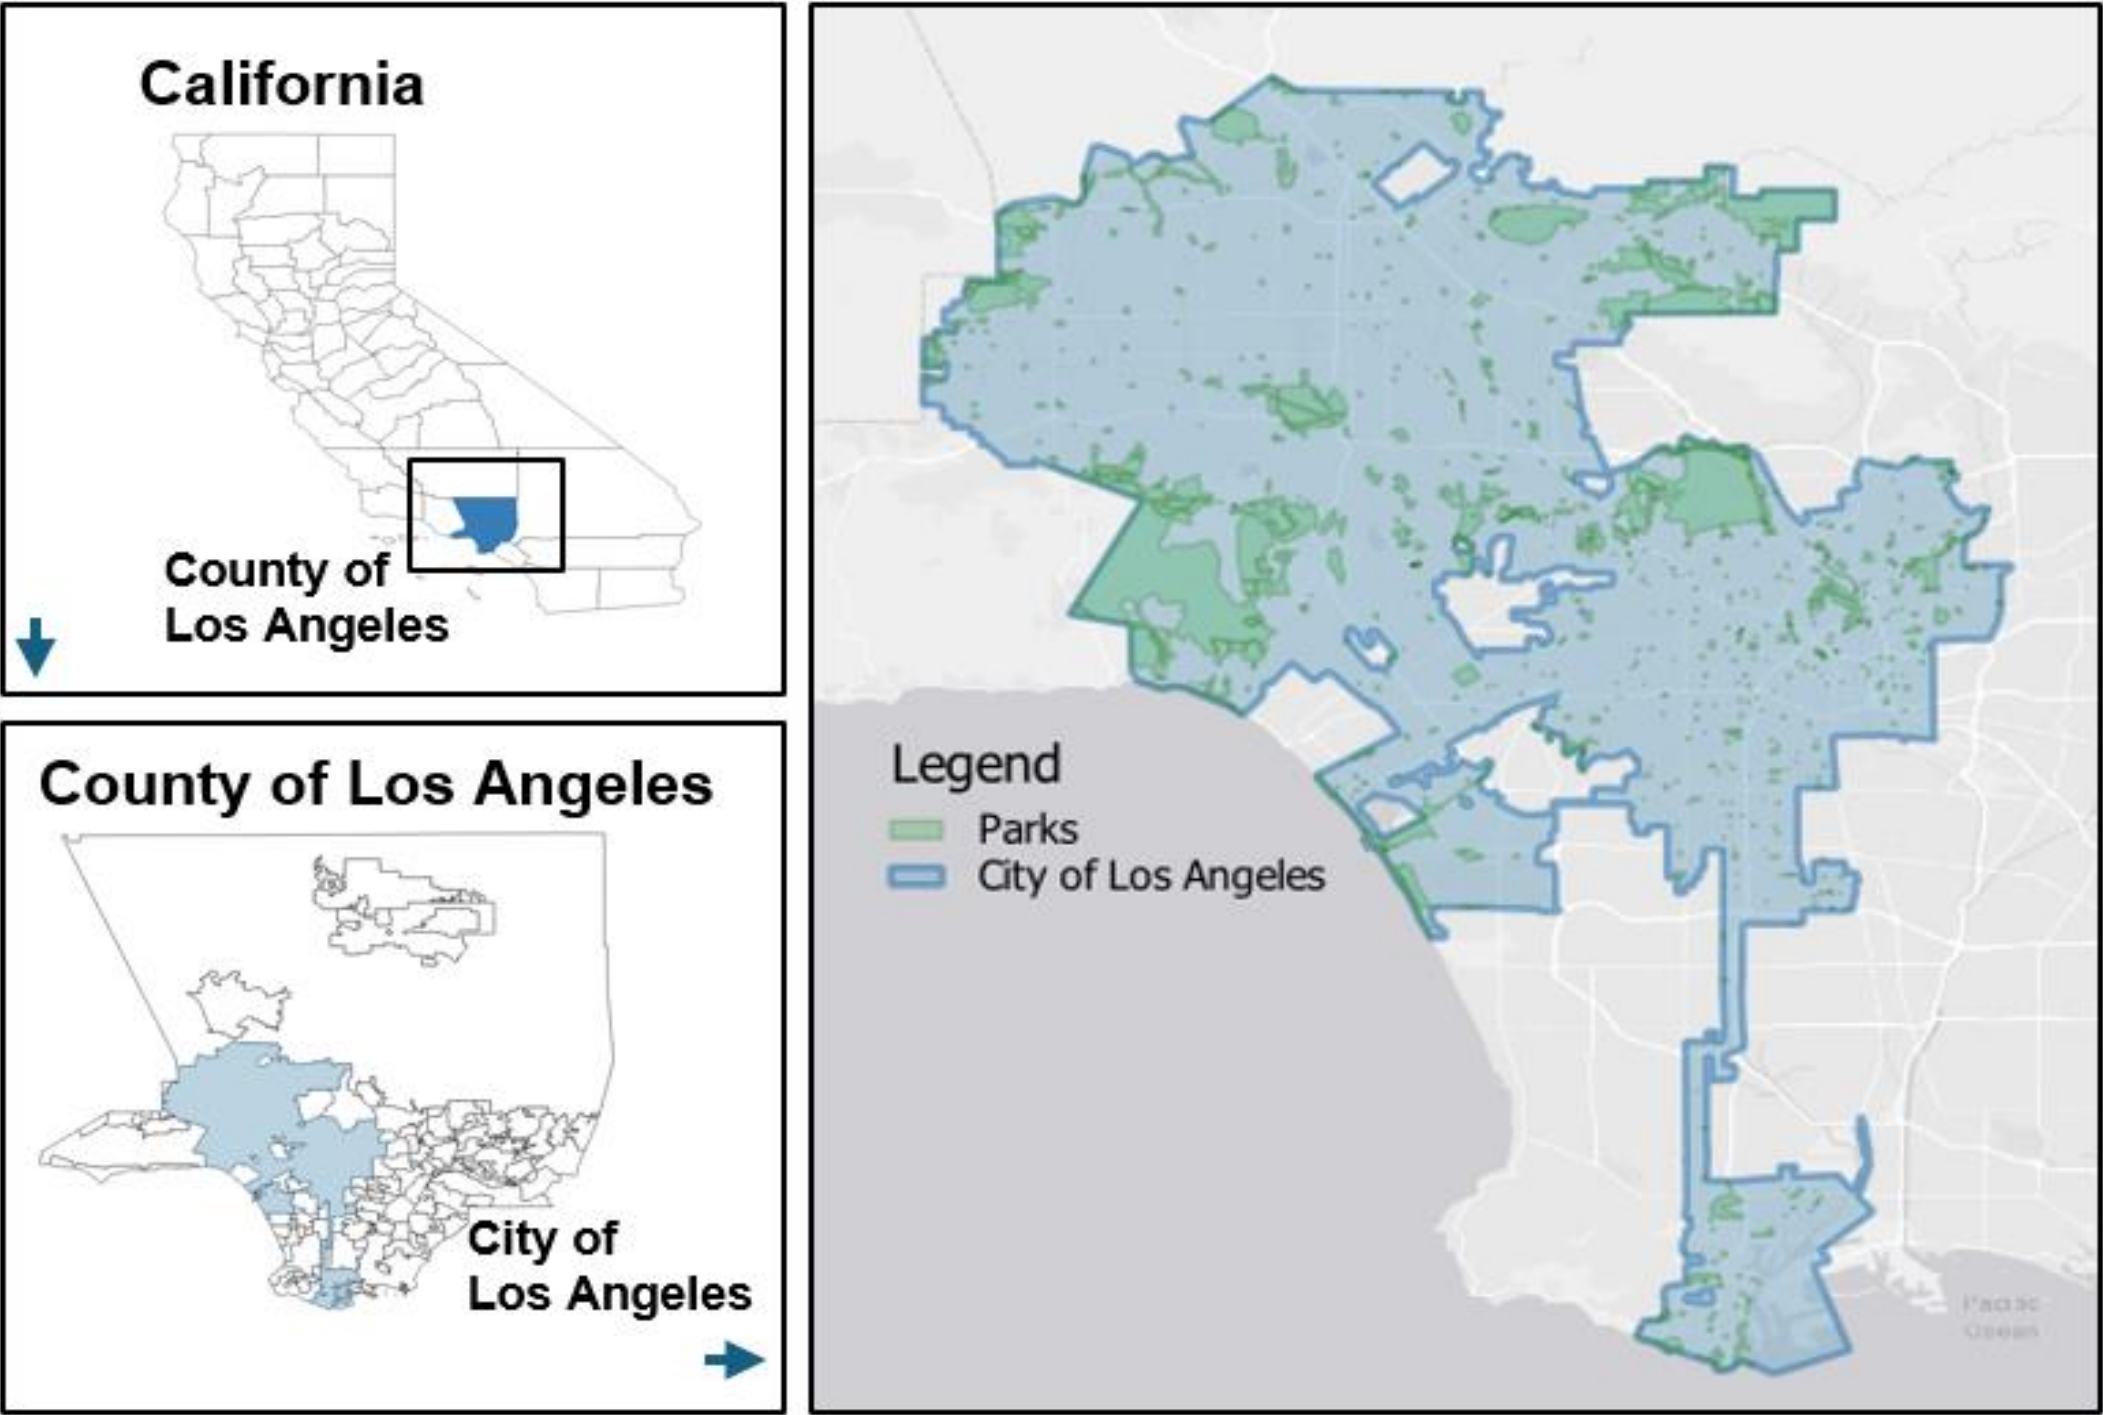 California
County of
Los Angeles
County of Los Angeles
City of
Los Angeles
Legend
Parks
City of Los Angeles
Ocean